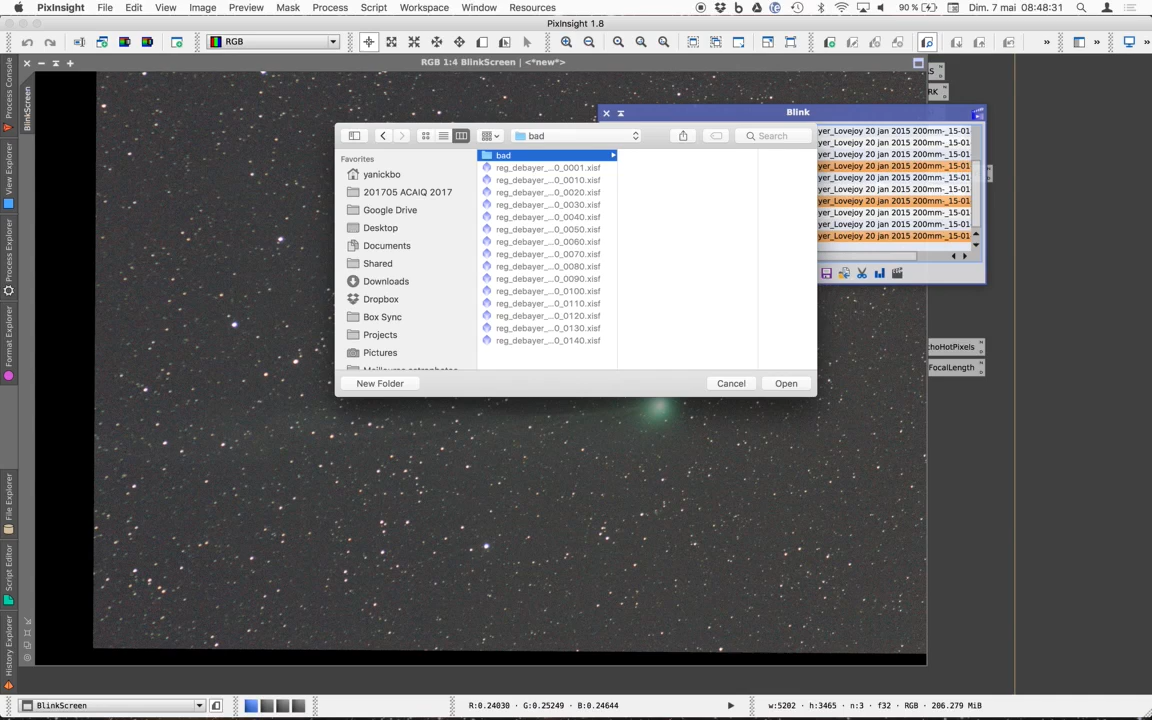 PixInsight File Edit View Image Preview Mask Process Script Workspace Window Resources 90 % Dim. 7 mai 08:48:31
PixInsight 1.8
RGB
RGB 1:4 BlinkScreen | <*new*>
Process Console
View Explorer
Process Explorer
Format Explorer
File Explorer
Script Editor
History Explorer
BlinkScreen
Blink
bad
Search
Favorites
yanickbo
201705 ACAIQ 2017
Google Drive
Desktop
Documents
Shared
Downloads
Dropbox
Box Sync
Projects
Pictures
bad
reg_debayer_...0_0001.xisf
reg_debayer_...0_0010.xisf
reg_debayer_...0_0020.xisf
reg_debayer_...0_0030.xisf
reg_debayer_...0_0040.xisf
reg_debayer_...0_0050.xisf
reg_debayer_...0_0060.xisf
reg_debayer_...0_0070.xisf
reg_debayer_...0_0080.xisf
reg_debayer_...0_0090.xisf
reg_debayer_...0_0100.xisf
reg_debayer_...0_0110.xisf
reg_debayer_...0_0120.xisf
reg_debayer_...0_0130.xisf
reg_debayer_...0_0140.xisf
New Folder
Cancel
Open
yer_Lovejoy 20 jan 2015 200mm-_15-01
yer_Lovejoy 20 jan 2015 200mm-_15-01
yer_Lovejoy 20 jan 2015 200mm-_15-01
yer_Lovejoy 20 jan 2015 200mm-_15-01
yer_Lovejoy 20 jan 2015 200mm-_15-01
yer_Lovejoy 20 jan 2015 200mm-_15-01
yer_Lovejoy 20 jan 2015 200mm-_15-01
yer_Lovejoy 20 jan 2015 200mm-_15-01
yer_Lovejoy 20 jan 2015 200mm-_15-01
yer_Lovejoy 20 jan 2015 200mm-_15-01
AS
RK
choHotPixels
FocalLength
BlinkScreen
R:0.24030 · G:0.25249 · B:0.24644
w:5202 · h:3465 · n:3 · f32 · RGB · 206.279 MiB